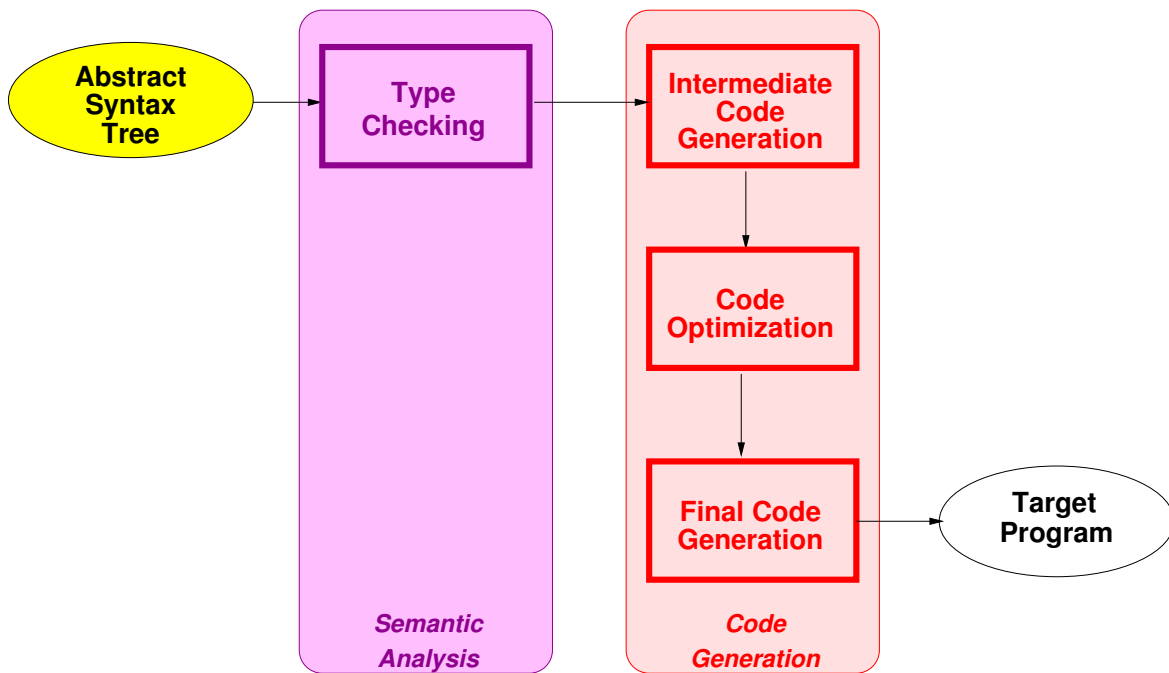 Abstract
Syntax
Tree
Type
Checking
Intermediate
Code
Generation
Code
Optimization
Final Code
Generation
Target
Program
Semantic
Analysis
Code
Generation